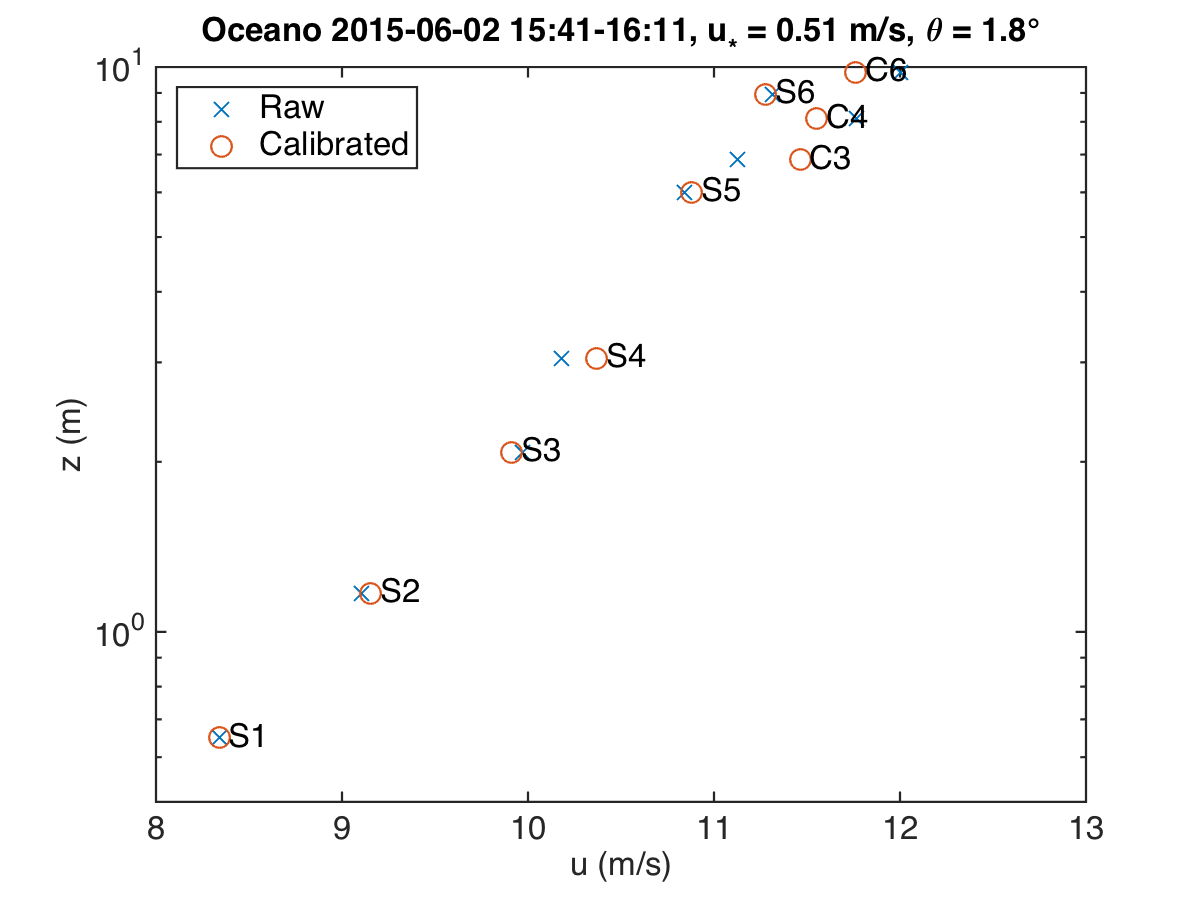 Oceano 2015-06-02 15:41-16:11, u* = 0.51 m/s, θ = 1.8°
10^1
Raw
Calibrated
C6
S6
C4
C3
S5
S4
S3
S2
10^0
S1
z (m)
8 9 10 11 12 13
u (m/s)